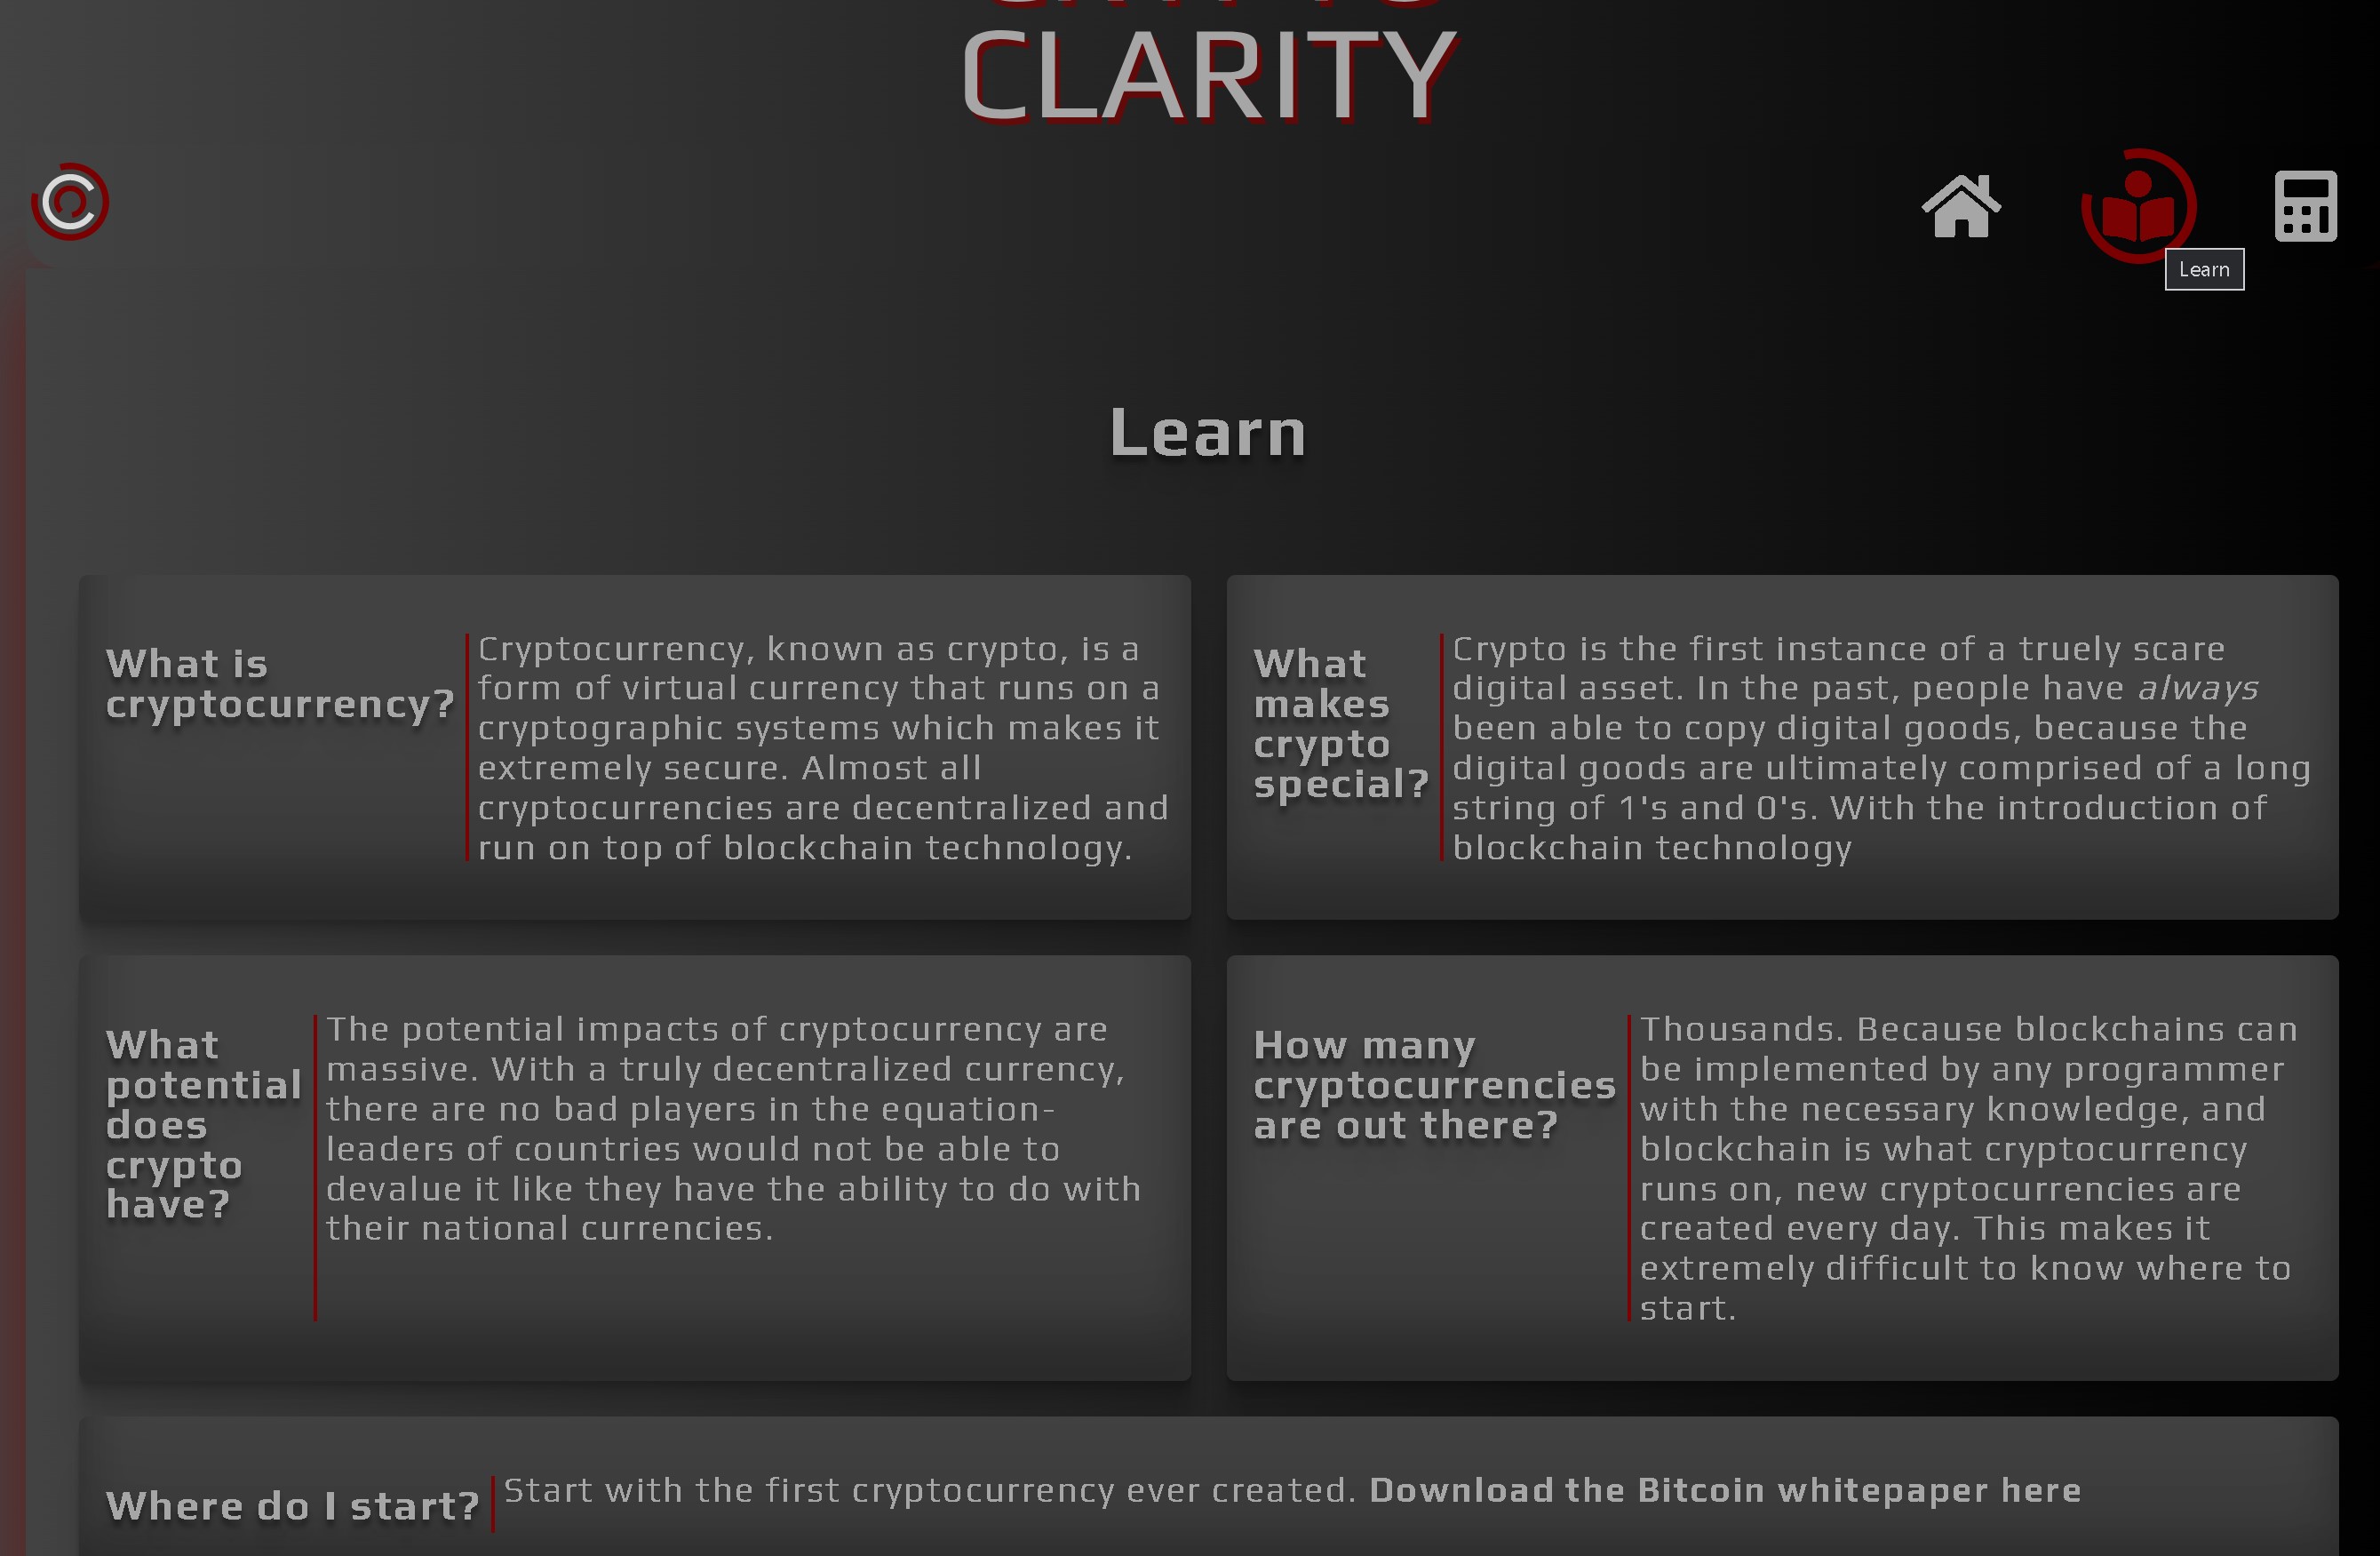 CLARITY
Learn
Learn
What is
cryptocurrency?
Cryptocurrency, known as crypto, is a
form of virtual currency that runs on a
cryptographic systems which makes it
extremely secure. Almost all
cryptocurrencies are decentralized and
run on top of blockchain technology.
What
makes
crypto
special?
Crypto is the first instance of a truely scare
digital asset. In the past, people have always
been able to copy digital goods, because the
digital goods are ultimately comprised of a long
string of 1's and 0's. With the introduction of
blockchain technology
What
potential
does
crypto
have?
The potential impacts of cryptocurrency are
massive. With a truly decentralized currency,
there are no bad players in the equation-
leaders of countries would not be able to
devalue it like they have the ability to do with
their national currencies.
How many
cryptocurrencies
are out there?
Thousands. Because blockchains can
be implemented by any programmer
with the necessary knowledge, and
blockchain is what cryptocurrency
runs on, new cryptocurrencies are
created every day. This makes it
extremely difficult to know where to
start.
Where do I start?
Start with the first cryptocurrency ever created. Download the Bitcoin whitepaper here